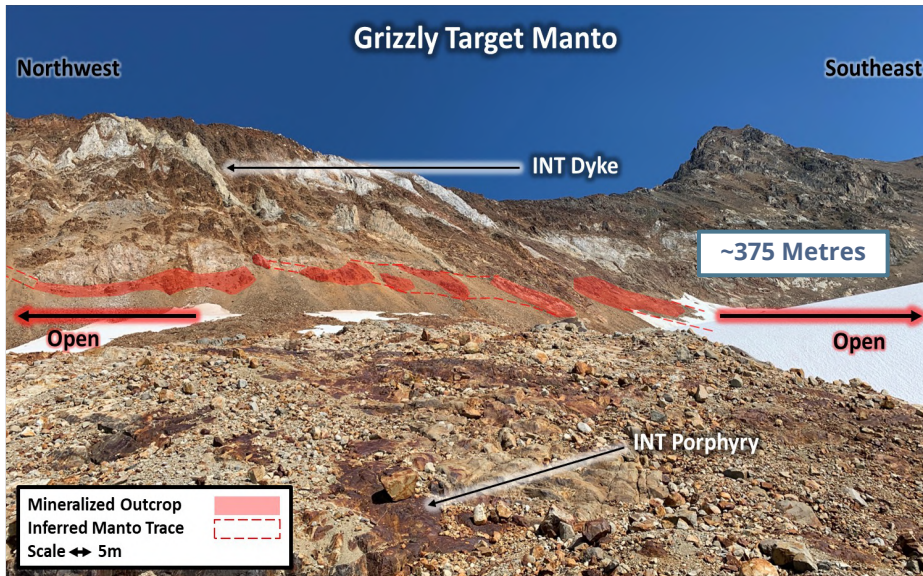 Grizzly Target Manto
Northwest
Southeast
INT Dyke
~375 Metres
Open
Open
INT Porphyry
Mineralized Outcrop
Inferred Manto Trace
Scale 5m